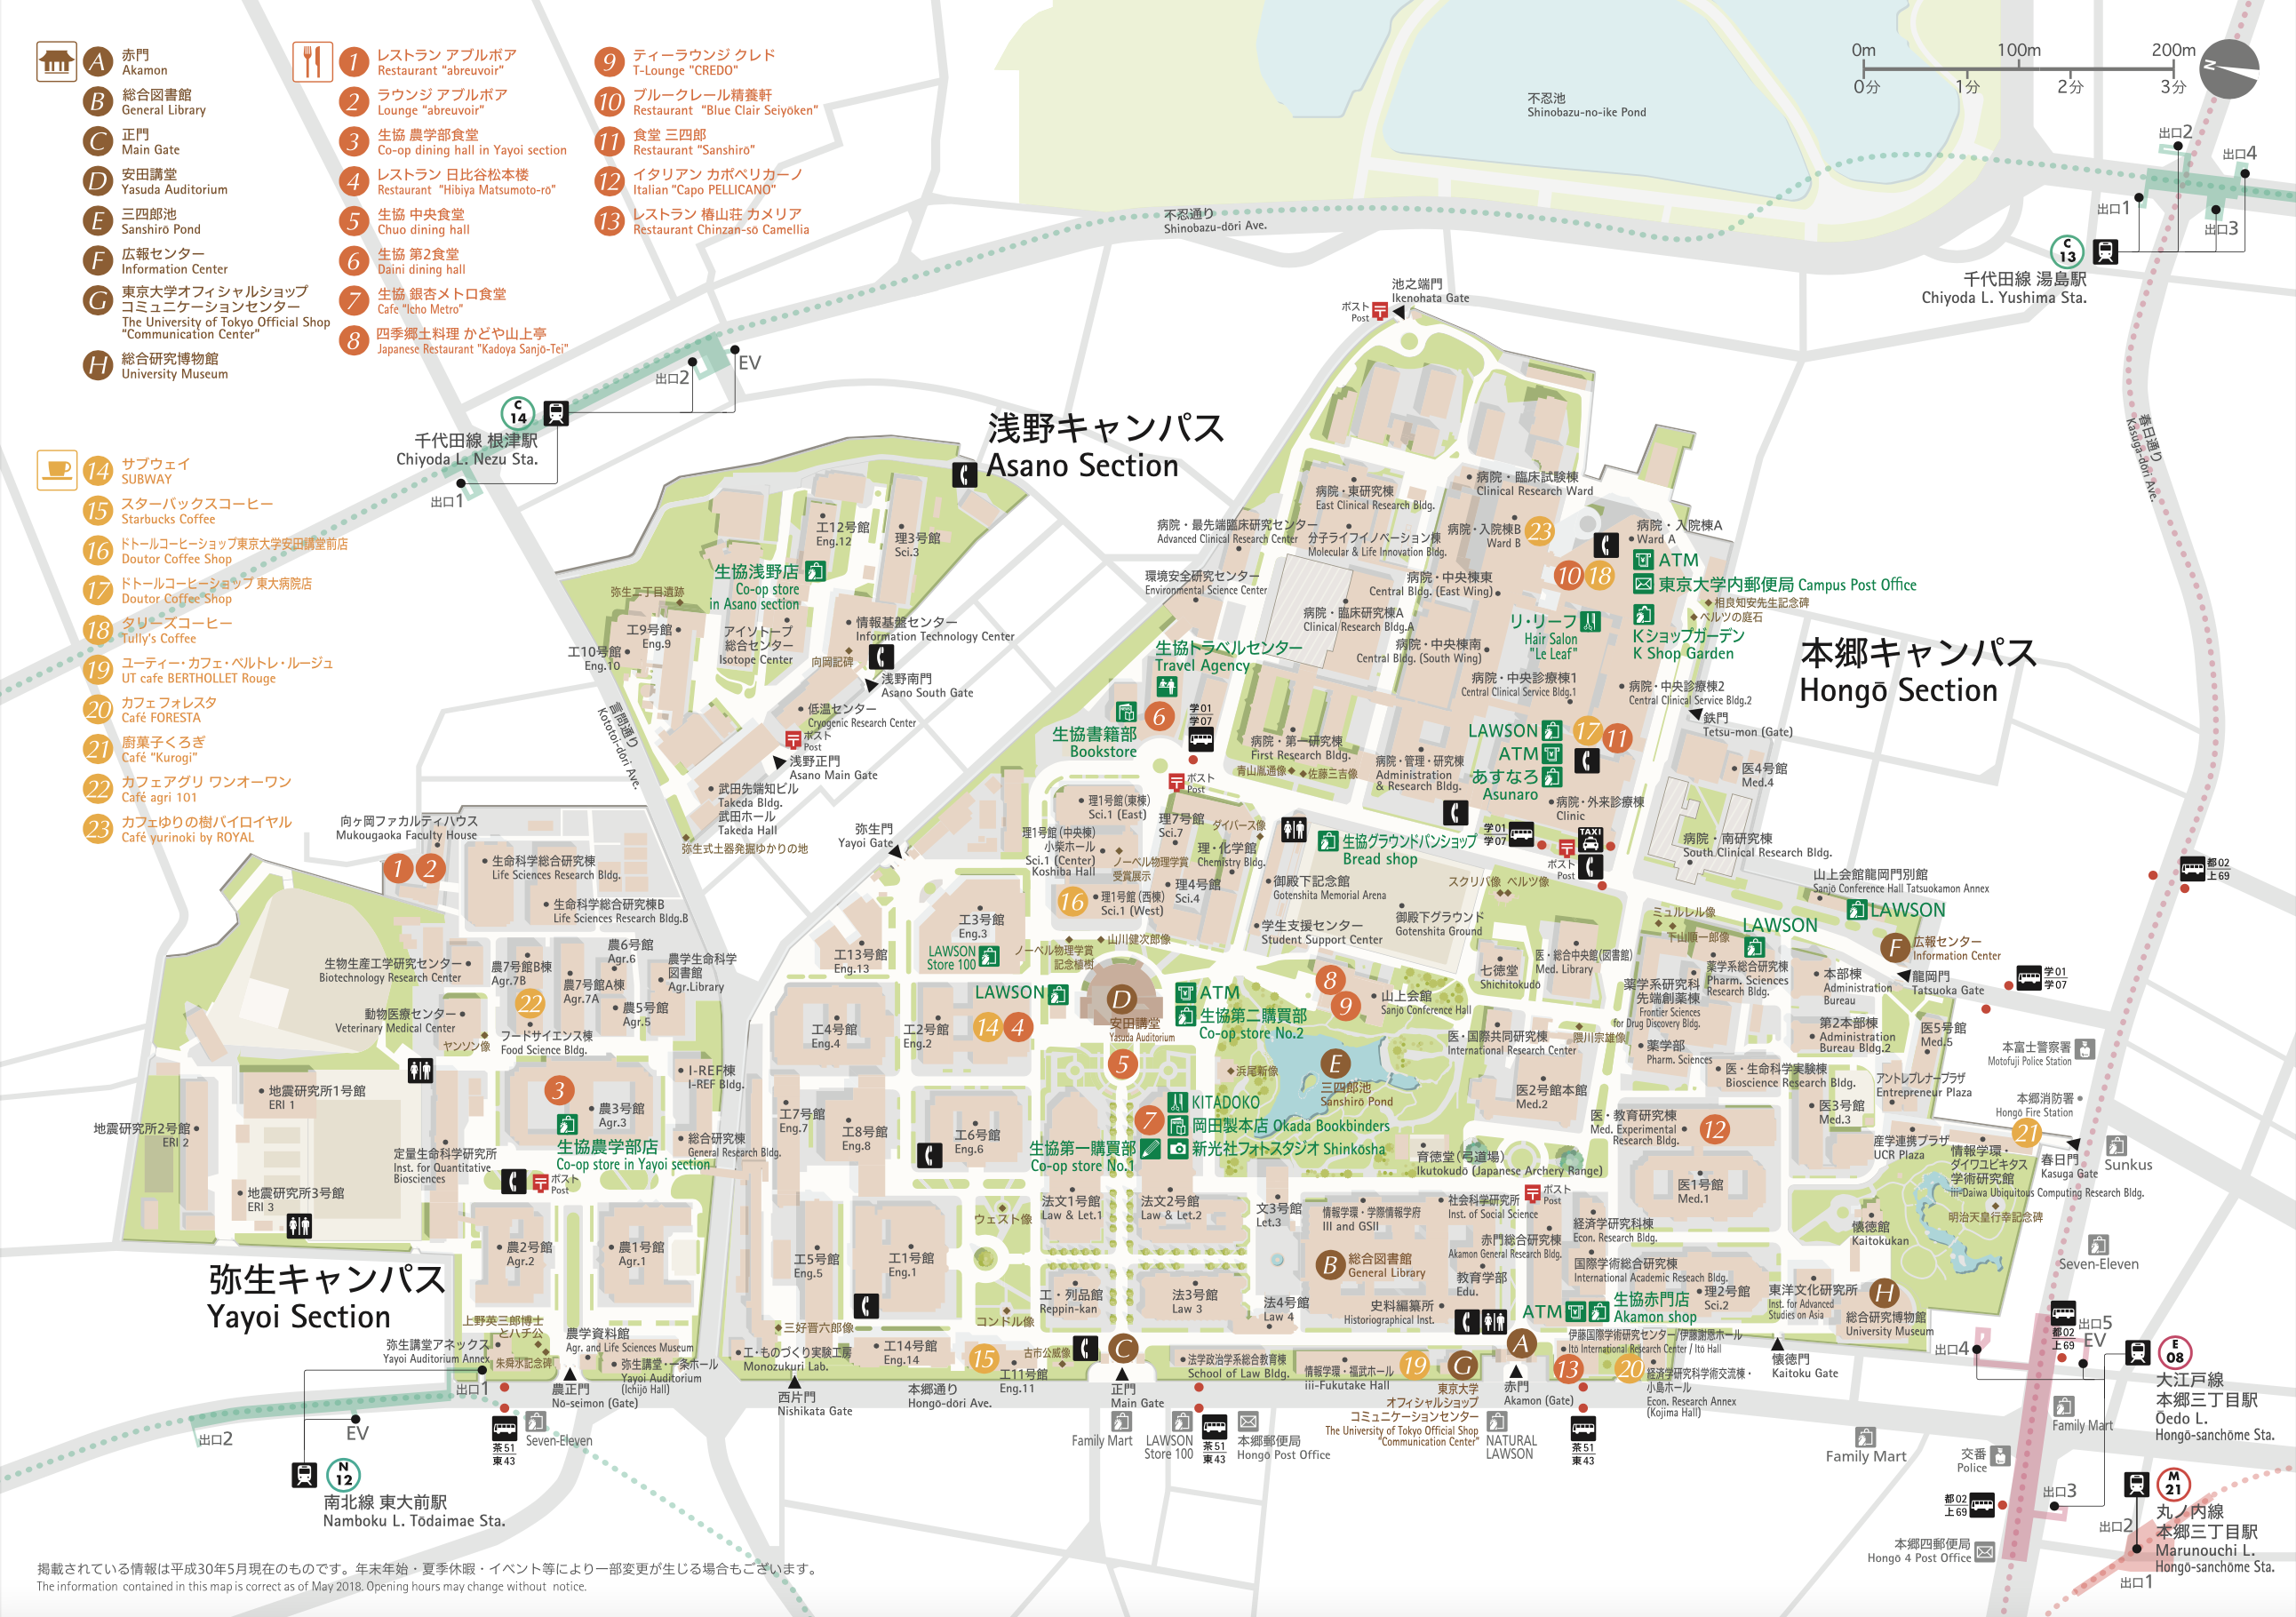 A 赤門
Akamon
B 総合図書館
General Library
C 正門
Main Gate
D 安田講堂
Yasuda Auditorium
E 三四郎池
Sanshirō Pond
F 広報センター
Information Center
G 東京大学オフィシャルショップ
コミュニケーションセンター
The University of Tokyo Official Shop
"Communication Center"
H 総合研究博物館
University Museum
1 レストラン アブルボア
Restaurant "abreuvoir"
2 ラウンジ アブルボア
Lounge "abreuvoir"
3 生協 農学部食堂
Co-op dining hall in Yayoi section
4 レストラン 日比谷松本楼
Restaurant "Hibiya Matsumoto-rō"
5 生協 中央食堂
Chuo dining hall
6 生協 第2食堂
Daini dining hall
7 生協 銀杏メトロ食堂
Cafe "Icho Metro"
8 四季郷土料理 かどや山上亭
Japanese Restaurant "Kadoya Sanjō-Tei"
9 ティーラウンジ クレド
T-Lounge "CREDO"
10 ブルークレール精養軒
Restaurant "Blue Clair Seiyōken"
11 食堂 三四郎
Restaurant "Sanshirō"
12 イタリアン カポペリカーノ
Italian "Capo PELLICANO"
13 レストラン 椿山荘 カメリア
Restaurant Chinzan-sō Camellia
14 サブウェイ
SUBWAY
15 スターバックスコーヒー
Starbucks Coffee
16 ドトールコーヒーショップ東京大学安田講堂前店
Doutor Coffee Shop
17 ドトールコーヒーショップ 東大病院店
Doutor Coffee Shop
18 タリーズコーヒー
Tully's Coffee
19 ユーティー・カフェ・ベルトレ・ルージュ
UT cafe BERTHOLLET Rouge
20 カフェ フォレスタ
Café FORESTA
21 廚菓子くろぎ
Café "Kurogi"
22 カフェアグリ ワンオーワン
Café agri 101
23 カフェゆりの樹バイロイヤル
Café yurinoki by ROYAL
0m 100m 200m
0分 1分 2分 3分
N
不忍池
Shinobazu-no-ike Pond
不忍通り
Shinobazu-dōri Ave.
出口2
出口4
出口1
出口3
C 13
千代田線 湯島駅
Chiyoda L. Yushima Sta.
春日通り
Kasuga-dōri Ave.
EV
出口2
C 14
千代田線 根津駅
Chiyoda L. Nezu Sta.
出口1
言問通り
Kototoi-dōri Ave.
浅野キャンパス
Asano Section
工12号館
Eng.12
理3号館
Sci.3
生協浅野店
Co-op store
in Asano section
弥生二丁目遺跡
工9号館
Eng.9
工10号館
Eng.10
アイソトープ
総合センター
Isotope Center
情報基盤センター
Information Technology Center
向岡記碑
浅野南門
Asano South Gate
低温センター
Cryogenic Research Center
ポスト
Post
浅野正門
Asano Main Gate
武田先端知ビル
Takeda Bldg.
武田ホール
Takeda Hall
弥生式土器発掘ゆかりの地
本郷キャンパス
Hongō Section
池之端門
Ikenohata Gate
ポスト
Post
病院・東研究棟
East Clinical Research Bldg.
病院・臨床試験棟
Clinical Research Ward
病院・最先端臨床研究センター
Advanced Clinical Research Center
分子ライフイノベーション棟
Molecular & Life Innovation Bldg.
病院・入院棟B
Ward B
23
病院・入院棟A
Ward A
ATM
東京大学内郵便局 Campus Post Office
10 18
環境安全研究センター
Environmental Science Center
病院・中央棟東
Central Bldg. (East Wing)
病院・臨床研究棟A
Clinical Research Bldg.A
相良知安先生記念碑
ベルツの庭石
リ・リーフ
Hair Salon
"Le Leaf"
Kショップガーデン
K Shop Garden
病院・中央棟南
Central Bldg. (South Wing)
病院・中央診療棟1
Central Clinical Service Bldg.1
病院・中央診療棟2
Central Clinical Service Bldg.2
鉄門
Tetsu-mon (Gate)
生協トラベルセンター
Travel Agency
生協書籍部
Bookstore
6
学01
学07
ポスト
Post
病院・第一研究棟
First Research Bldg.
青山胤通像
佐藤三吉像
病院・管理・研究棟
Administration
& Research Bldg.
LAWSON
ATM
あすなろ
Asunaro
17 11
医4号館
Med.4
病院・外来診療棟
Clinic
学01
学07
TAXI
ポスト
Post
病院・南研究棟
South Clinical Research Bldg.
弥生門
Yayoi Gate
理1号館(東棟)
Sci.1 (East)
理7号館
Sci.7
理1号館(中央棟)
小柴ホール
Sci.1 (Center)
Koshiba Hall
ノーベル物理学賞
受賞展示
ダイバース像
理・化学館
Chemistry Bldg.
生協グラウンドパンショップ
Bread shop
16
理1号館(西棟)
Sci.1 (West)
理4号館
Sci.4
御殿下記念館
Gotenshita Memorial Arena
スクリバ像 ベルツ像
御殿下グラウンド
Gotenshita Ground
学生支援センター
Student Support Center
工3号館
Eng.3
LAWSON
Store 100
ノーベル物理学賞
記念植樹
山川健次郎像
工13号館
Eng.13
LAWSON
D
安田講堂
Yasuda Auditorium
ATM
生協第二購買部
Co-op store No.2
8
9
山上会館
Sanjo Conference Hall
七徳堂
Shichitokudō
医・総合中央館(図書館)
Med. Library
ミュルレル像
下山順一郎像
LAWSON
山上会館龍岡門別館
Sanjō Conference Hall Tatsuokamon Annex
LAWSON
F
広報センター
Information Center
龍岡門
Tatsuoka Gate
学01
学07
都02
上69
薬学系総合研究棟
Pharm. Sciences
Research Bldg.
本部棟
Administration
Bureau
薬学系研究科
先端創薬棟
Frontier Sciences
for Drug Discovery Bldg.
第2本部棟
Administration
Bureau Bldg.2
医5号館
Med.5
本富士警察署
Motofuji Police Station
工4号館
Eng.4
工2号館
Eng.2
14 4
5
浜尾新像
E
三四郎池
Sanshirō Pond
医・国際共同研究棟
International Research Center
隈川宗雄像
薬学部
Pharm. Sciences
医・生命科学実験棟
Bioscience Research Bldg.
アントレプレナープラザ
Entrepreneur Plaza
医2号館本館
Med.2
医・教育研究棟
Med. Experimental
Research Bldg.
12
医3号館
Med.3
本郷消防署
Hongō Fire Station
21
工7号館
Eng.7
工8号館
Eng.8
工6号館
Eng.6
7
KITADOKO
岡田製本店 Okada Bookbinders
生協第一購買部
Co-op store No.1
新光社フォトスタジオ Shinkosha
育徳堂(弓道場)
Ikutokudō (Japanese Archery Range)
産学連携プラザ
UCR Plaza
情報学環・
ダイワユビキタス
学術研究館
iii-Daiwa Ubiquitous Computing Research Bldg.
春日門
Kasuga Gate
Sunkus
明治天皇行幸記念碑
懐徳館
Kaitokukan
Seven-Eleven
医1号館
Med.1
ウェスト像
法文1号館
Law & Let.1
法文2号館
Law & Let.2
文3号館
Let.3
情報学環・学際情報学府
III and GSII
社会科学研究所
Inst. of Social Science
ポスト
Post
経済学研究科棟
Econ. Research Bldg.
赤門総合研究棟
Akamon General Research Bldg.
B
総合図書館
General Library
教育学部
Edu.
国際学術総合研究棟
International Academic Reseach Bldg.
工5号館
Eng.5
工1号館
Eng.1
工・列品館
Reppin-kan
法3号館
Law 3
法4号館
Law 4
史料編纂所
Historiographical Inst.
ATM
生協赤門店
Akamon shop
理2号館
Sci.2
東洋文化研究所
Inst. for Advanced
Studies on Asia
H
総合研究博物館
University Museum
三好晋六郎像
コンドル像
工・ものづくり実験工房
Monozukuri Lab.
工14号館
Eng.14
15
古市公威像
工11号館
Eng.11
C
正門
Main Gate
法学政治学系総合教育棟
School of Law Bldg.
情報学環・福武ホール
iii-Fukutake Hall
19
G
東京大学
オフィシャルショップ
コミュニケーションセンター
The University of Tokyo Official Shop
"Communication Center"
A
赤門
Akamon (Gate)
伊藤国際学術研究センター/伊藤謝恩ホール
Itō International Research Center / Itō Hall
13
20
経済学研究科学術交流棟・
小島ホール
Econ. Research Annex
(Kojima Hall)
懐徳門
Kaitoku Gate
西片門
Nishikata Gate
本郷通り
Hongō-dōri Ave.
Family Mart
LAWSON
Store 100
茶51
東43
本郷郵便局
Hongō Post Office
NATURAL
LAWSON
茶51
東43
Family Mart
交番
Police
都02
上69
出口5
EV
出口4
E 08
大江戸線
本郷三丁目駅
Ōedo L.
Hongō-sanchōme Sta.
Family Mart
M 21
丸ノ内線
本郷三丁目駅
Marunouchi L.
Hongō-sanchōme Sta.
出口3
出口2
出口1
都02
上69
本郷四郵便局
Hongō 4 Post Office
弥生キャンパス
Yayoi Section
向ヶ岡ファカルティハウス
Mukougaoka Faculty House
1 2
生命科学総合研究棟
Life Sciences Research Bldg.
生命科学総合研究棟B
Life Sciences Research Bldg.B
農6号館
Agr.6
農学生命科学
図書館
Agr.Library
生物生産工学研究センター
Biotechnology Research Center
農7号館B棟
Agr.7B
農7号館A棟
Agr.7A
22
農5号館
Agr.5
動物医療センター
Veterinary Medical Center
ヤンソン像
フードサイエンス棟
Food Science Bldg.
I-REF棟
I-REF Bldg.
地震研究所1号館
ERI 1
地震研究所2号館
ERI 2
地震研究所3号館
ERI 3
3
農3号館
Agr.3
生協農学部店
Co-op store in Yayoi section
総合研究棟
General Research Bldg.
定量生命科学研究所
Inst. for Quantitative
Biosciences
ポスト
Post
農2号館
Agr.2
農1号館
Agr.1
上野英三郎博士
とハチ公
弥生講堂アネックス
Yayoi Auditorium Annex
朱舜水記念碑
農学資料館
Agr. and Life Sciences Museum
弥生講堂・一条ホール
Yayoi Auditorium
(Ichijō Hall)
農正門
Nō-seimon (Gate)
出口1
茶51
東43
Seven-Eleven
出口2
EV
N 12
南北線 東大前駅
Namboku L. Tōdaimae Sta.
掲載されている情報は平成30年5月現在のものです。年末年始・夏季休暇・イベント等により一部変更が生じる場合もございます。
The information contained in this map is correct as of May 2018. Opening hours may change without notice.